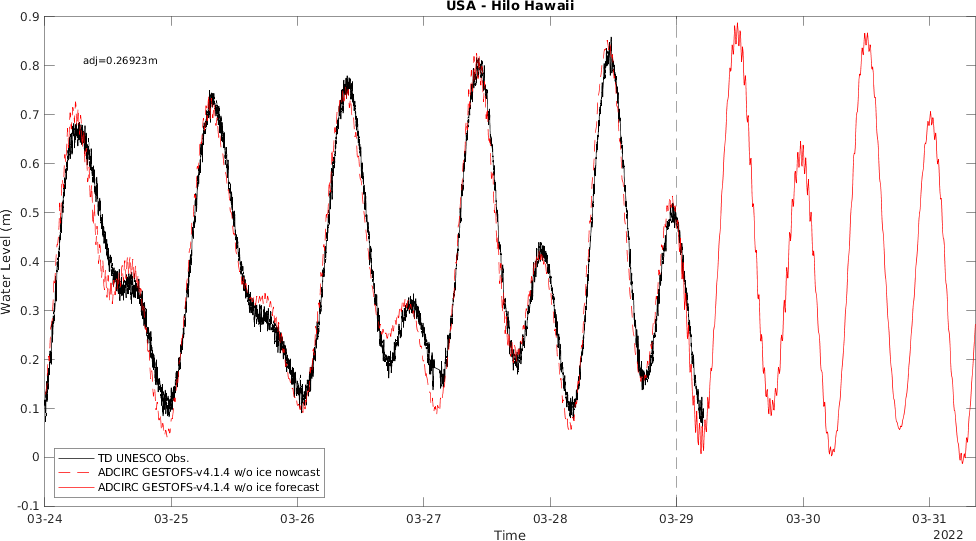 USA - Hilo Hawaii
adj=0.26923m
Water Level (m)
0.9
0.8
0.7
0.6
0.5
0.4
0.3
0.2
0.1
0
-0.1
TD UNESCO Obs.
ADCIRC GESTOFS-v4.1.4 w/o ice nowcast
ADCIRC GESTOFS-v4.1.4 w/o ice forecast
03-24 03-25 03-26 03-27 03-28 03-29 03-30 03-31
Time
2022